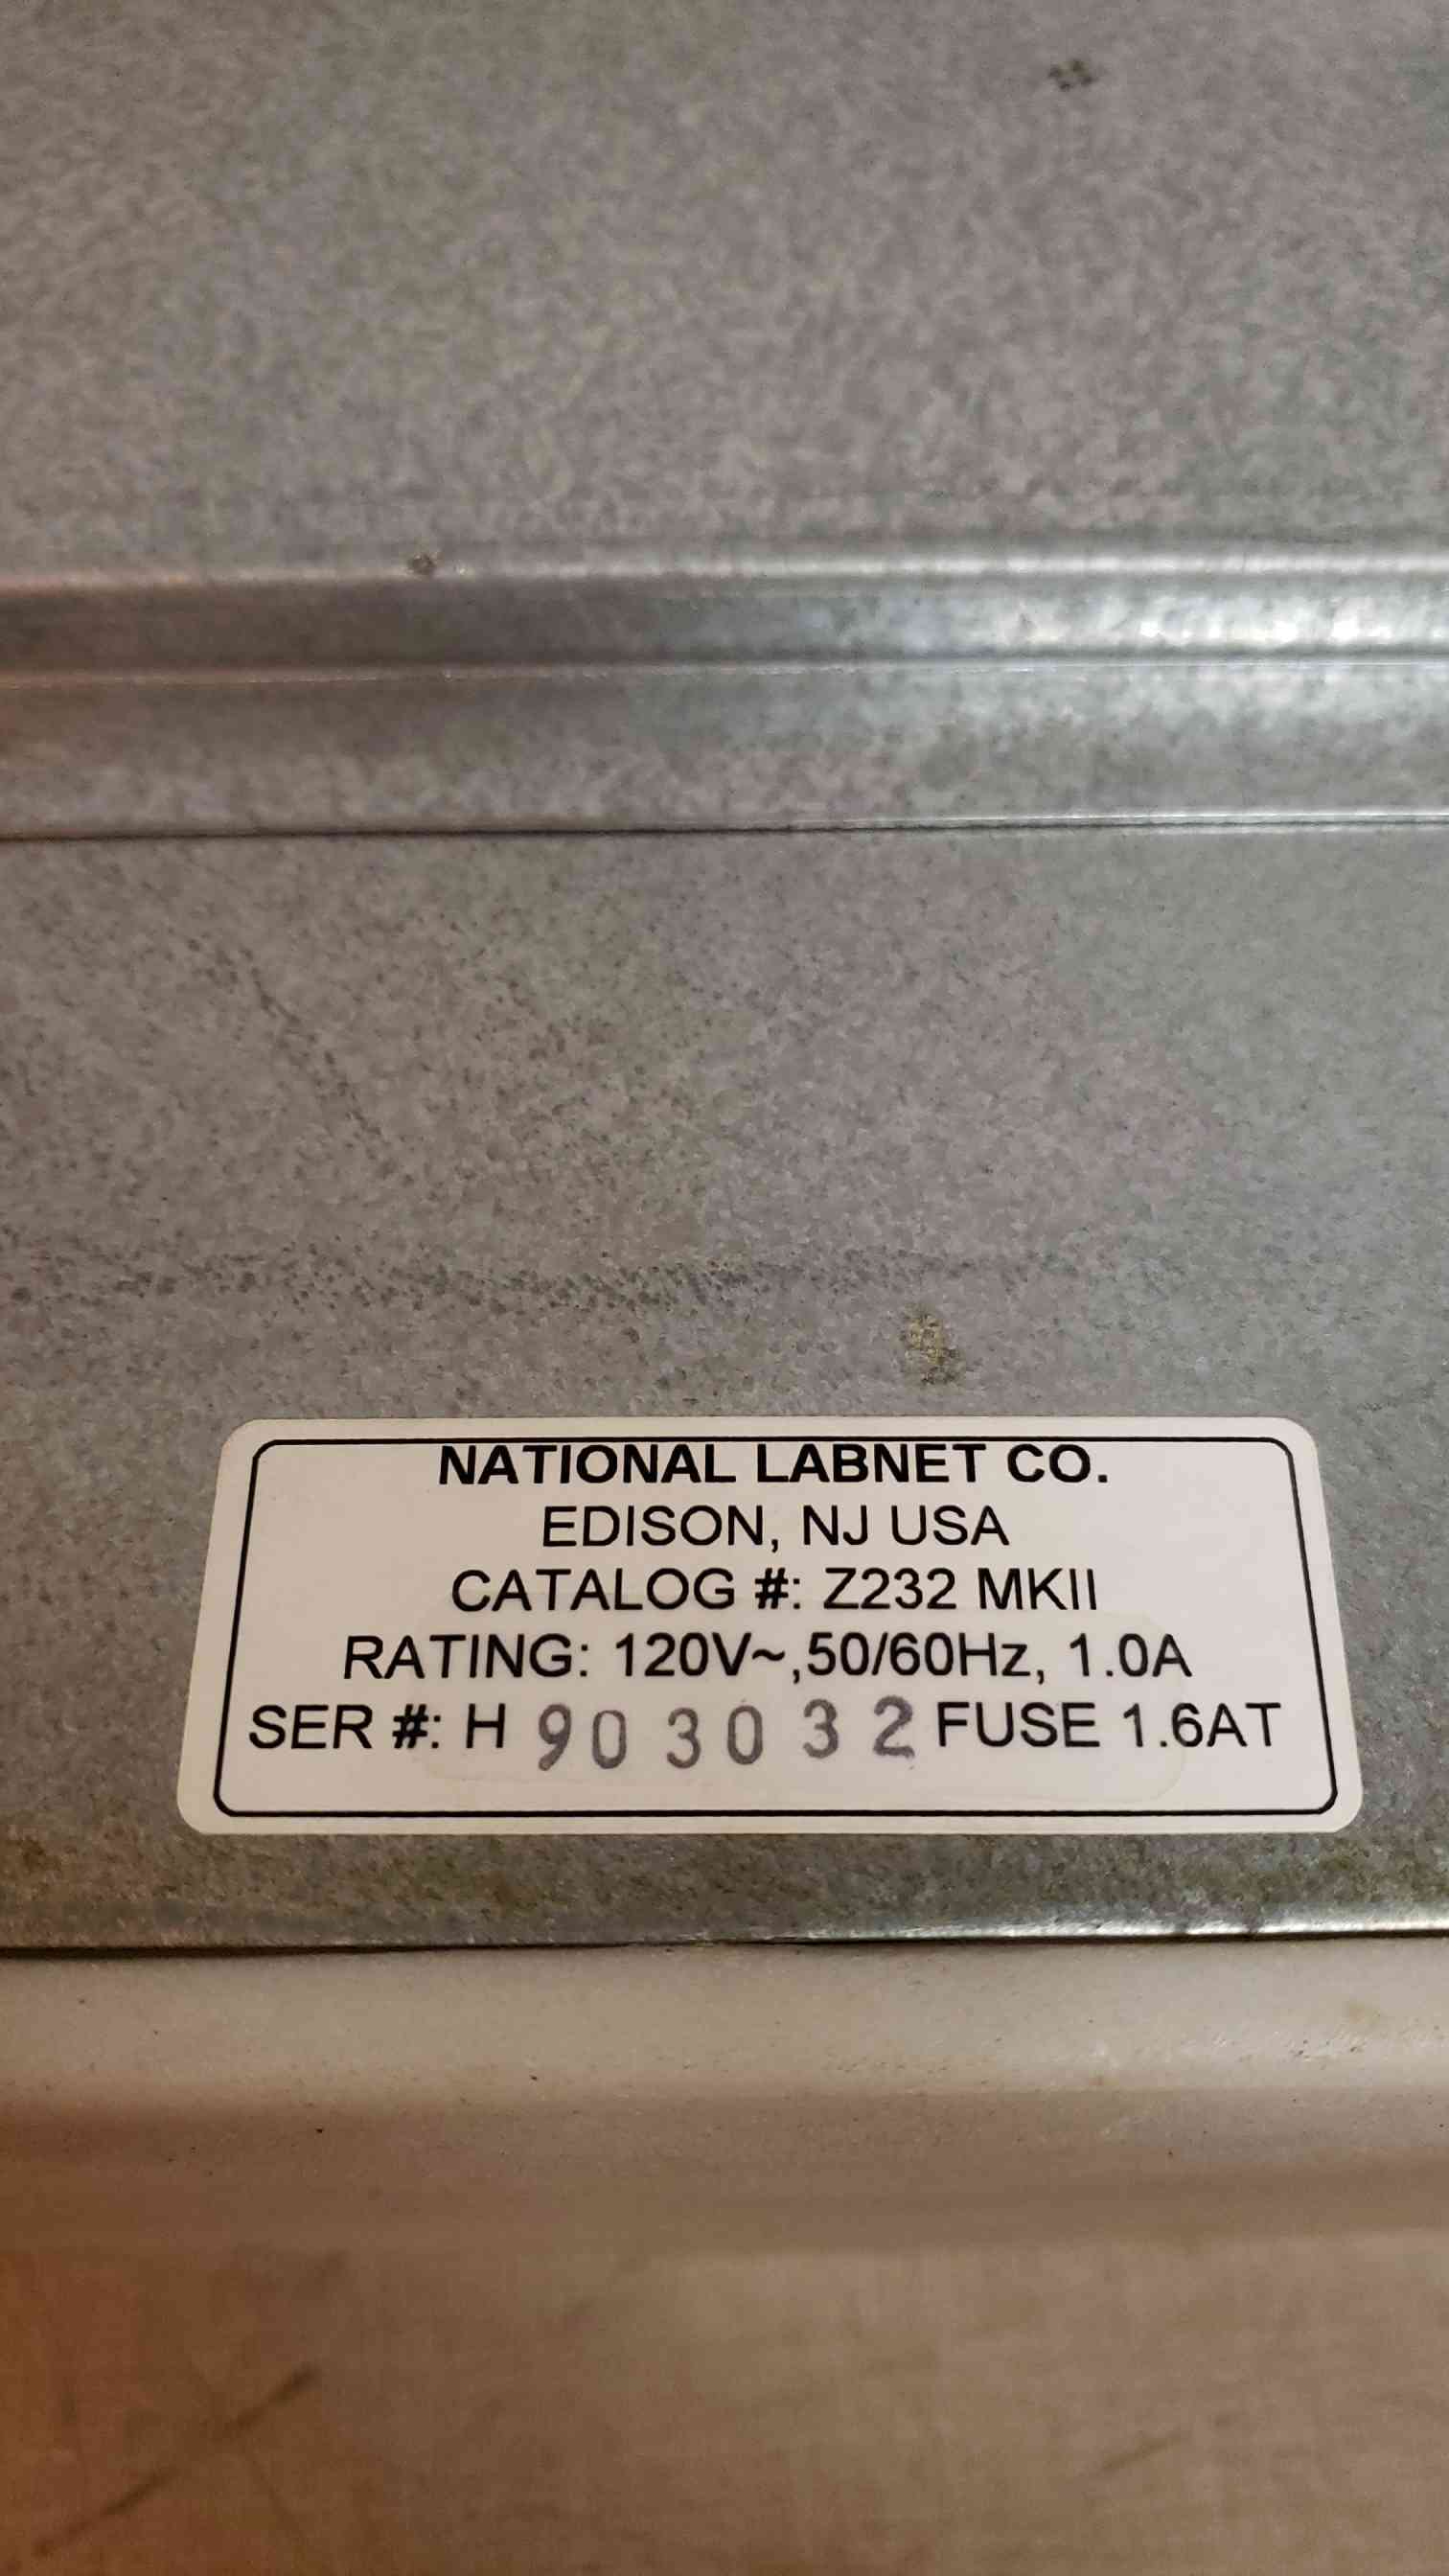 NATIONAL LABNET CO.
EDISON, NJ USA
CATALOG #: Z232 MKII
RATING: 120V~,50/60Hz, 1.0A
SER #: H 903032 FUSE 1.6AT